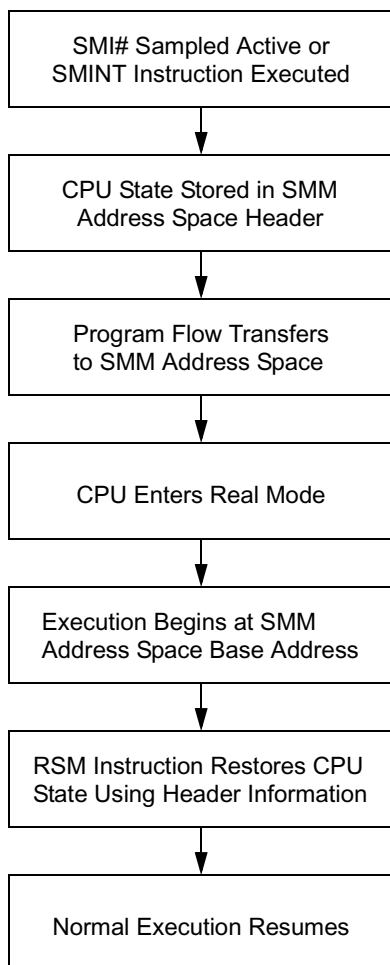 SMI# Sampled Active or
SMINT Instruction Executed
CPU State Stored in SMM
Address Space Header
Program Flow Transfers
to SMM Address Space
CPU Enters Real Mode
Execution Begins at SMM
Address Space Base Address
RSM Instruction Restores CPU
State Using Header Information
Normal Execution Resumes